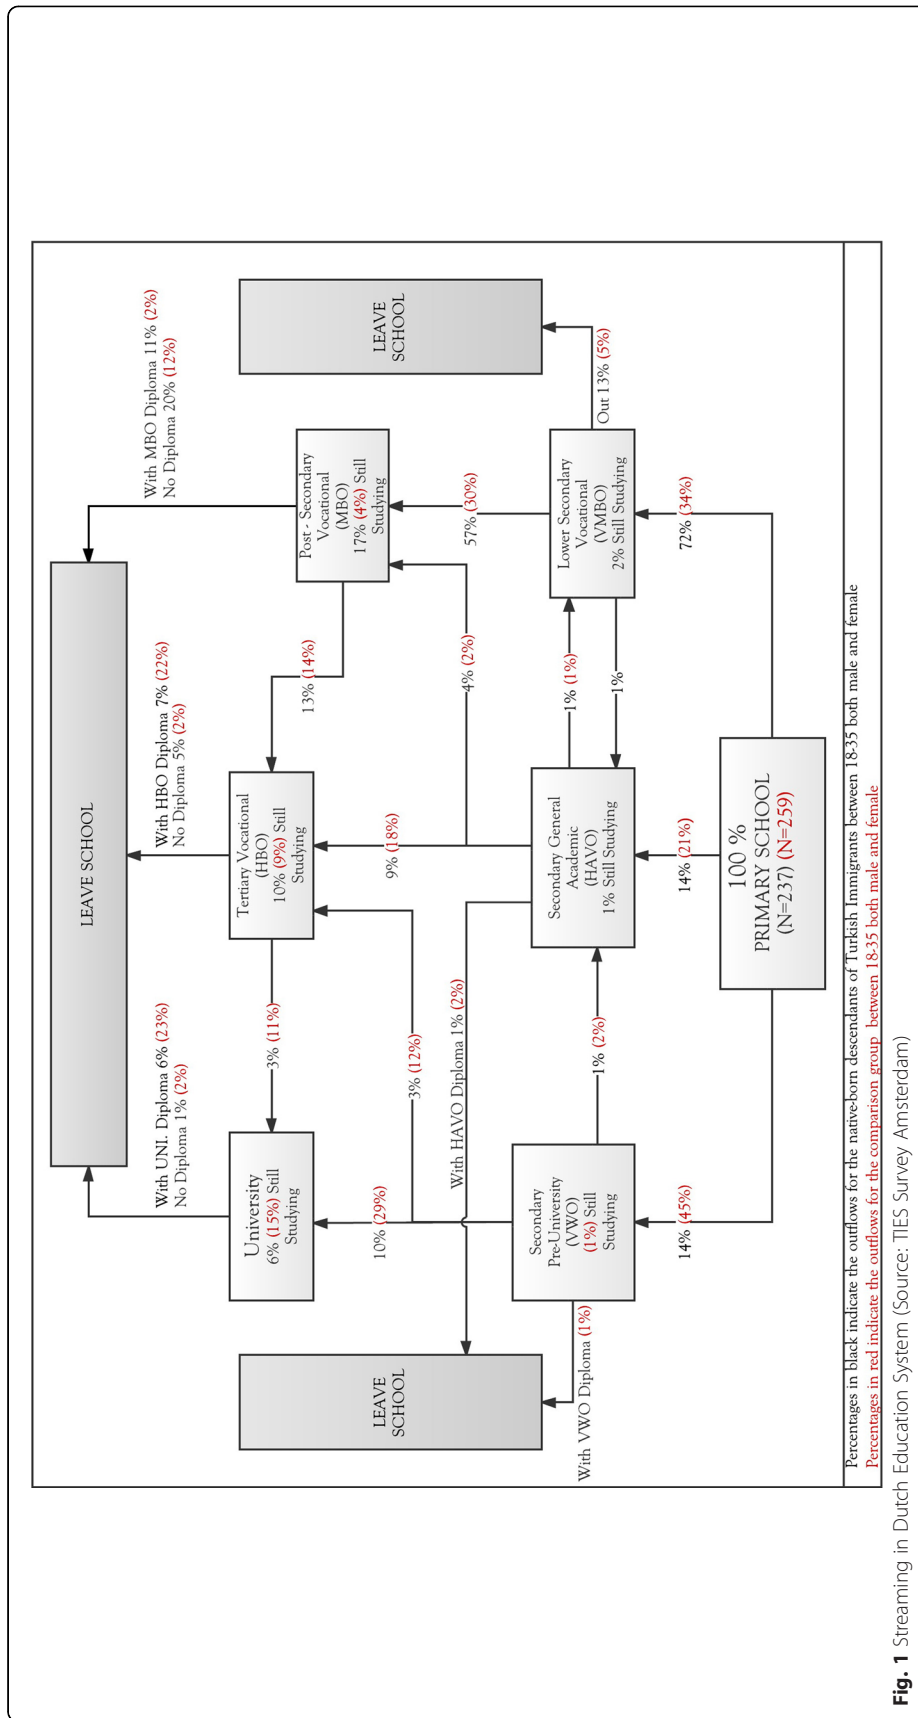 LEAVE SCHOOL
With UNI. Diploma 6% (23%)
No Diploma 1% (2%)
With HBO Diploma 7% (22%)
No Diploma 5% (2%)
With MBO Diploma 11% (2%)
No Diploma 20% (12%)
University
6% (15%) Still
Studying
3% (11%)
Tertiary Vocational
(HBO)
10% (9%) Still
Studying
13% (14%)
Post - Secondary
Vocational
(MBO)
17% (4%) Still
Studying
LEAVE
SCHOOL
LEAVE
SCHOOL
10% (29%)
3% (12%)
9% (18%)
4% (2%)
57% (30%)
With HAVO Diploma 1% (2%)
With VWO Diploma (1%)
Secondary
Pre-University
(VWO)
(1%) Still
Studying
1% (2%)
Secondary General
Academic
(HAVO)
1% Still Studying
1% (1%)
1%
Lower Secondary
Vocational
(VMBO)
2% Still Studying
Out 13% (5%)
14% (45%)
14% (21%)
72% (34%)
100 %
PRIMARY SCHOOL
(N=237) (N=259)
Percentages in black indicate the outflows for the native-born descendants of Turkish Immigrants between 18-35 both male and female
Percentages in red indicate the outflows for the comparison group between 18-35 both male and female
Fig. 1 Streaming in Dutch Education System (Source: TIES Survey Amsterdam)